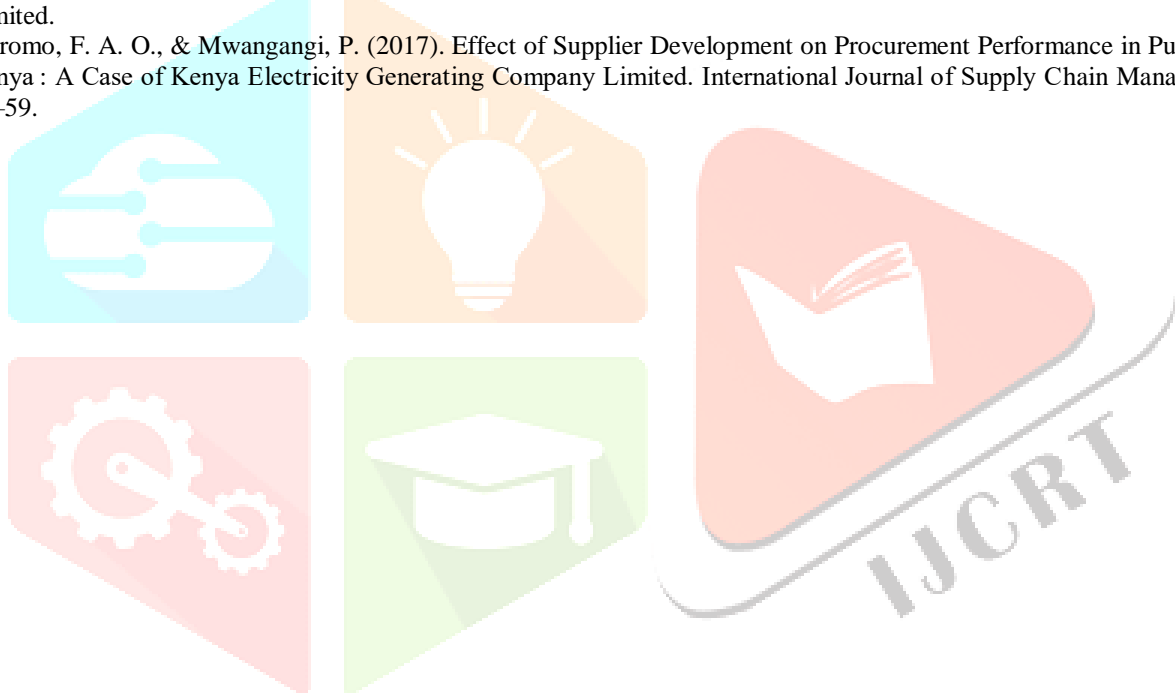 nited.
romo, F. A. O., & Mwangangi, P. (2017). Effect of Supplier Development on Procurement Performance in Pu
nya : A Case of Kenya Electricity Generating Company Limited. International Journal of Supply Chain Mana
-59.
IJCRT